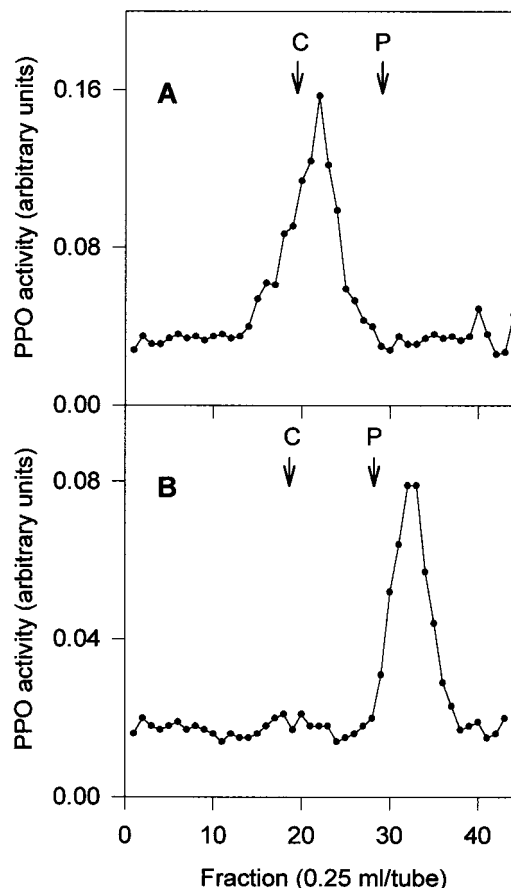 C P
A
0.16
0.08
0.00
PPO activity (arbitrary units)
C P
B
0.08
0.04
0.00
PPO activity (arbitrary units)
0 10 20 30 40
Fraction (0.25 ml/tube)